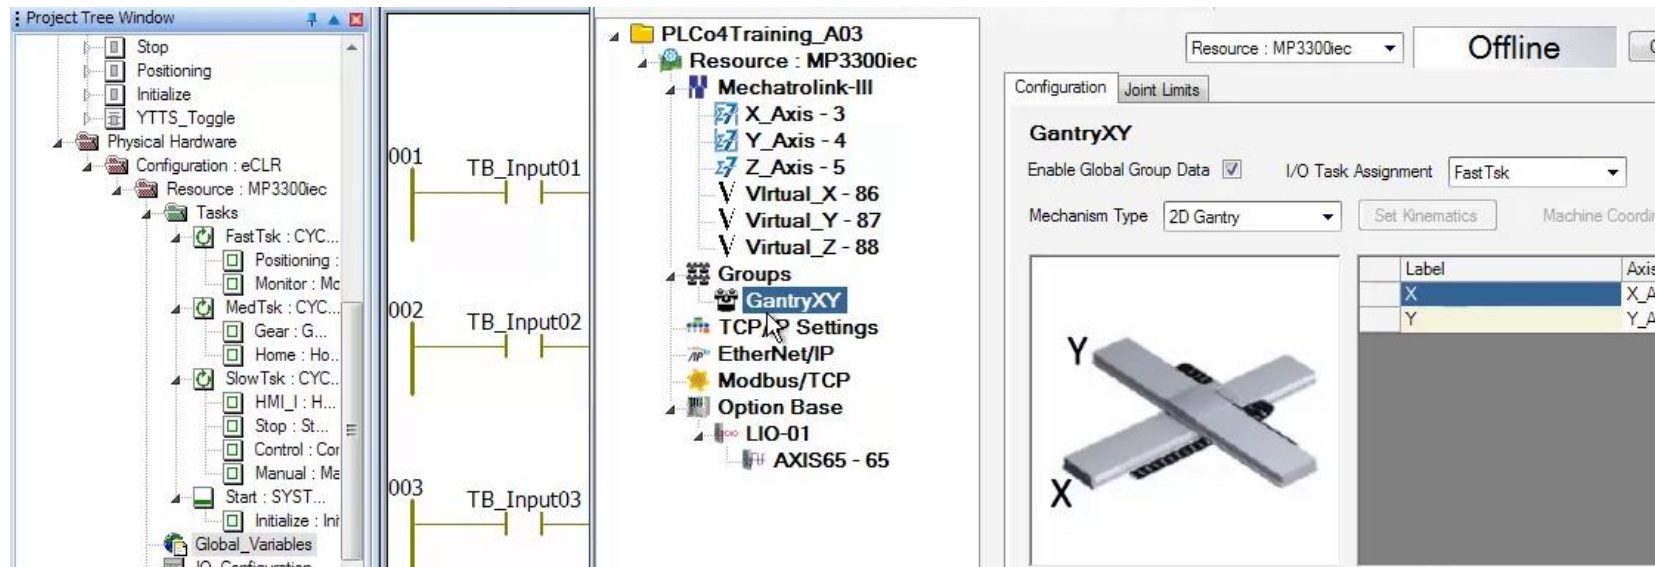 Project Tree Window
Stop
Positioning
Initialize
YTTS_Toggle
Physical Hardware
Configuration : eCLR
Resource : MP3300iec
Tasks
FastTsk : CYC...
Positioning :
Monitor : Mc
MedTsk : CYC...
Gear : G...
Home : Ho...
SlowTsk : CYC...
HMI_I : H...
Stop : St...
Control : Cor
Manual : Ma
Start : SYST...
Initialize : Ini
Global_Variables
IO_Configuration
001
TB_Input01
002
TB_Input02
003
TB_Input03
PLCo4Training_A03
Resource : MP3300iec
Mechatrolink-III
X_Axis - 3
Y_Axis - 4
Z_Axis - 5
VIrtual_X - 86
Virtual_Y - 87
Virtual_Z - 88
Groups
GantryXY
TCP/IP Settings
EtherNet/IP
Modbus/TCP
Option Base
LIO-01
AXIS65 - 65
Resource : MP3300iec
Offline
Configuration
Joint Limits
GantryXY
Enable Global Group Data
I/O Task Assignment
FastTsk
Mechanism Type
2D Gantry
Set Kinematics
Machine Coordin
Label
Axis
X
X_A
Y
Y_A
Y
X